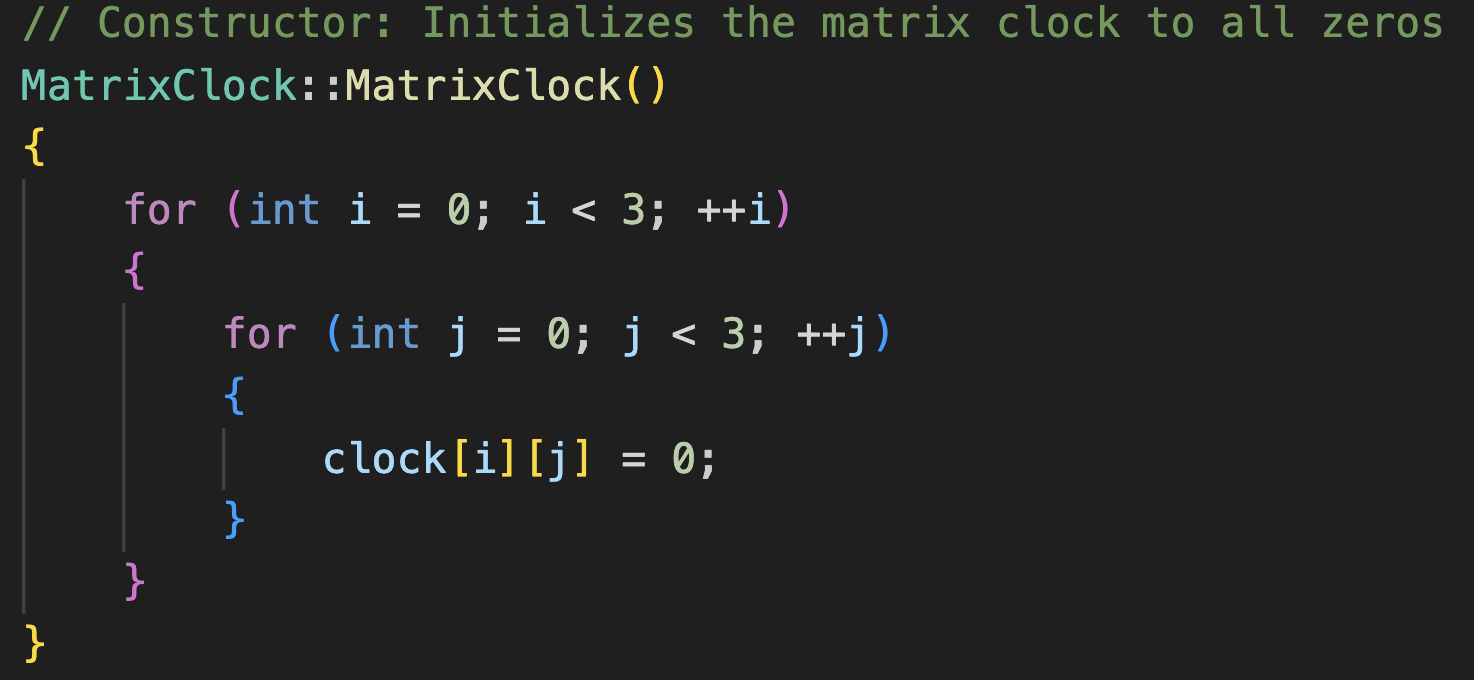 // Constructor: Initializes the matrix clock to all zeros
MatrixClock::MatrixClock()
{
    for (int i = 0; i < 3; ++i)
    {
        for (int j = 0; j < 3; ++j)
        {
            clock[i][j] = 0;
        }
    }
}